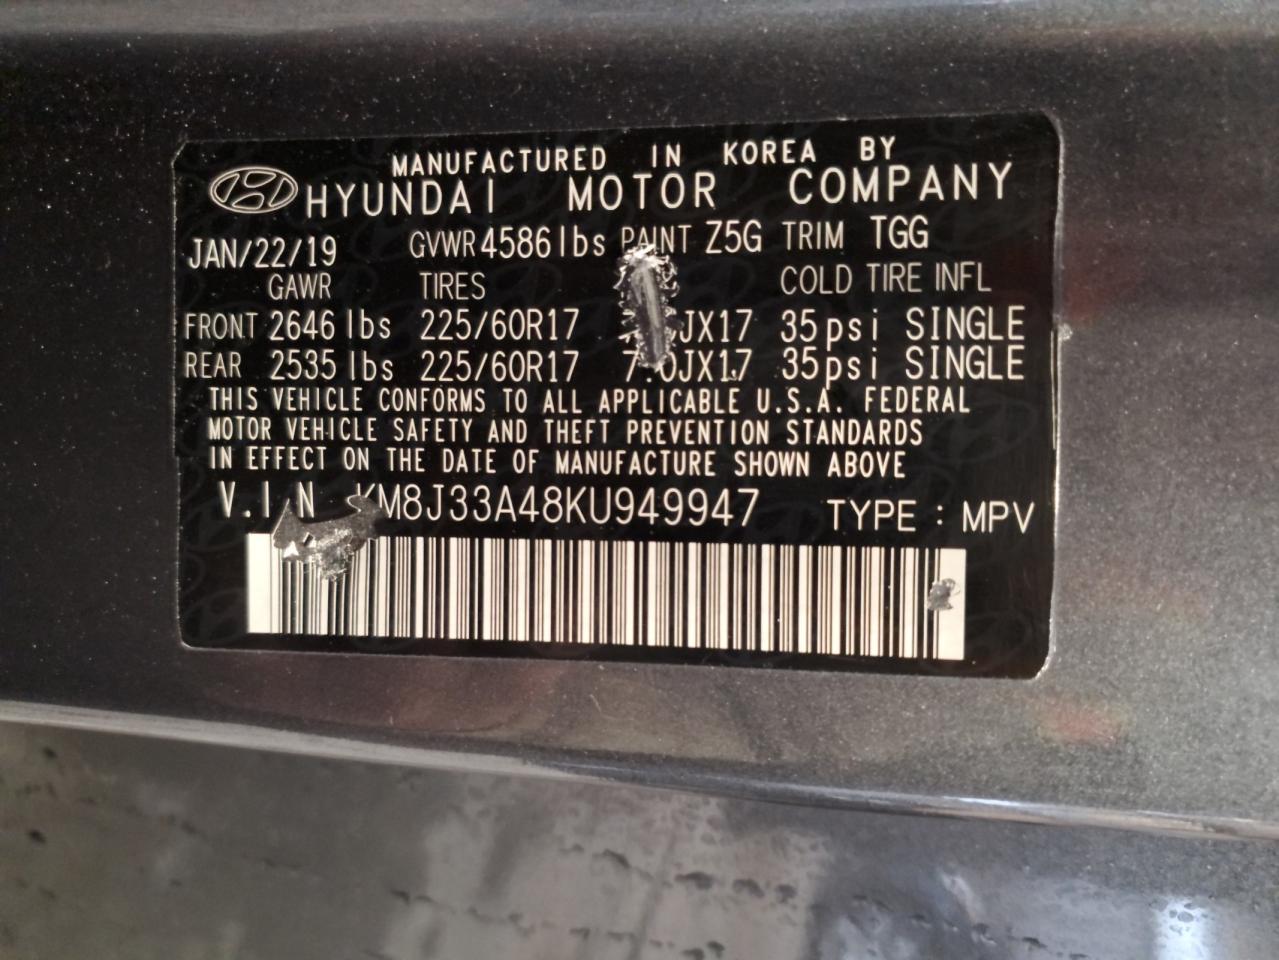 MANUFACTURED IN KOREA BY
HYUNDAI MOTOR COMPANY
JAN/22/19 GVWR 4586lbs PAINT Z5G TRIM TGG
GAWR TIRES COLD TIRE INFL
FRONT 2646 lbs 225/60R17 35psi SINGLE
REAR 2535 lbs 225/60R17 7.0JX17 35psi SINGLE
THIS VEHICLE CONFORMS TO ALL APPLICABLE U.S.A. FEDERAL
MOTOR VEHICLE SAFETY AND THEFT PREVENTION STANDARDS
IN EFFECT ON THE DATE OF MANUFACTURE SHOWN ABOVE
V.I.N KM8J33A48KU949947 TYPE : MPV